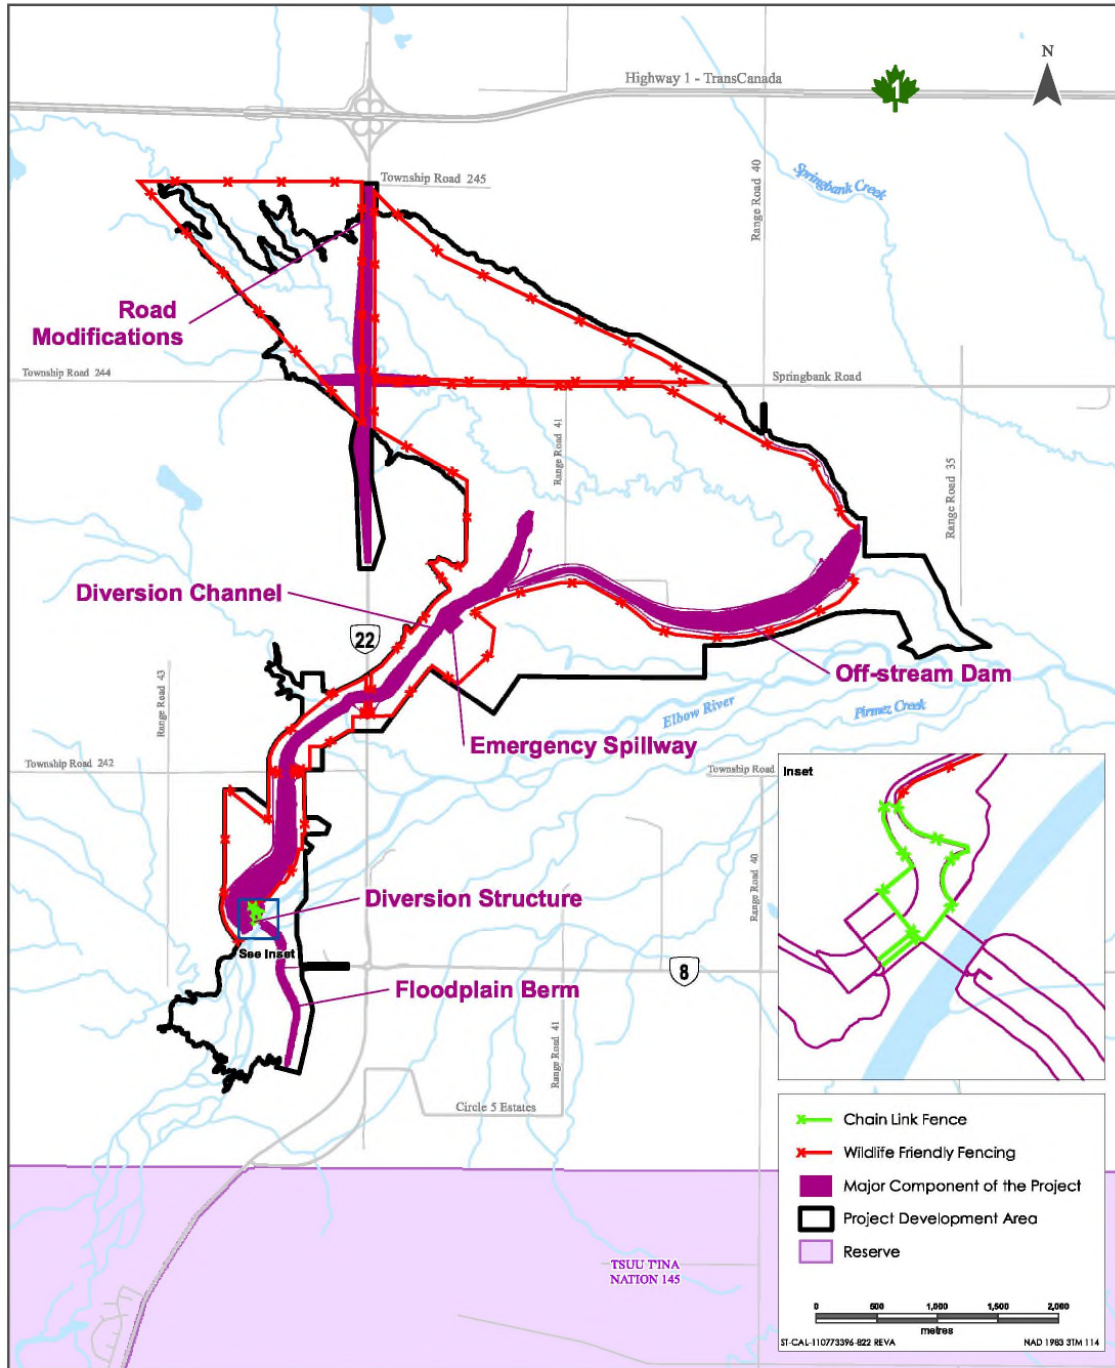 N
Highway 1 - TransCanada
1
Township Road 245
Range Road 40
Springbank Creek
Road
Modifications
Township Road 244
Springbank Road
Range Road 41
Range Road 35
Diversion Channel
22
Off-stream Dam
Range Road 43
Elbow River
Pirmez Creek
Emergency Spillway
Township Road 242
Township Road
Inset
Range Road 40
Diversion Structure
See Inset
8
Floodplain Berm
Range Road 41
Circle 5 Estates
Chain Link Fence
Wildlife Friendly Fencing
Major Component of the Project
Project Development Area
Reserve
TSUU T'INA
NATION 145
0 500 1,000 1,500 2,000
metres
ST-CAL-110773396-822 REVA NAD 1983 3TM 114